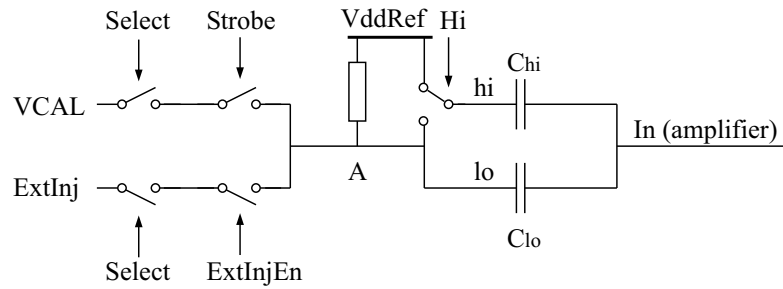 Select Strobe VddRef Hi
Chi
VCAL hi
In (amplifier)
A
ExtInj lo
Clo
Select ExtInjEn